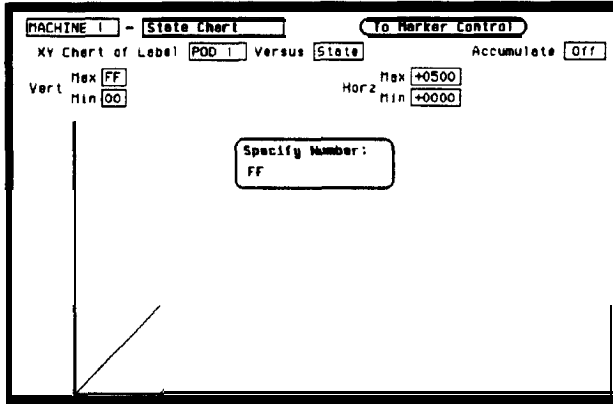 MACHINE 1 - State Chart To Marker Control
XY Chart of Label POD 1 Versus State Accumulate Off
Vert Max FF Horz Max +0500
Min 00 Min +0000
Specify Number:
FF